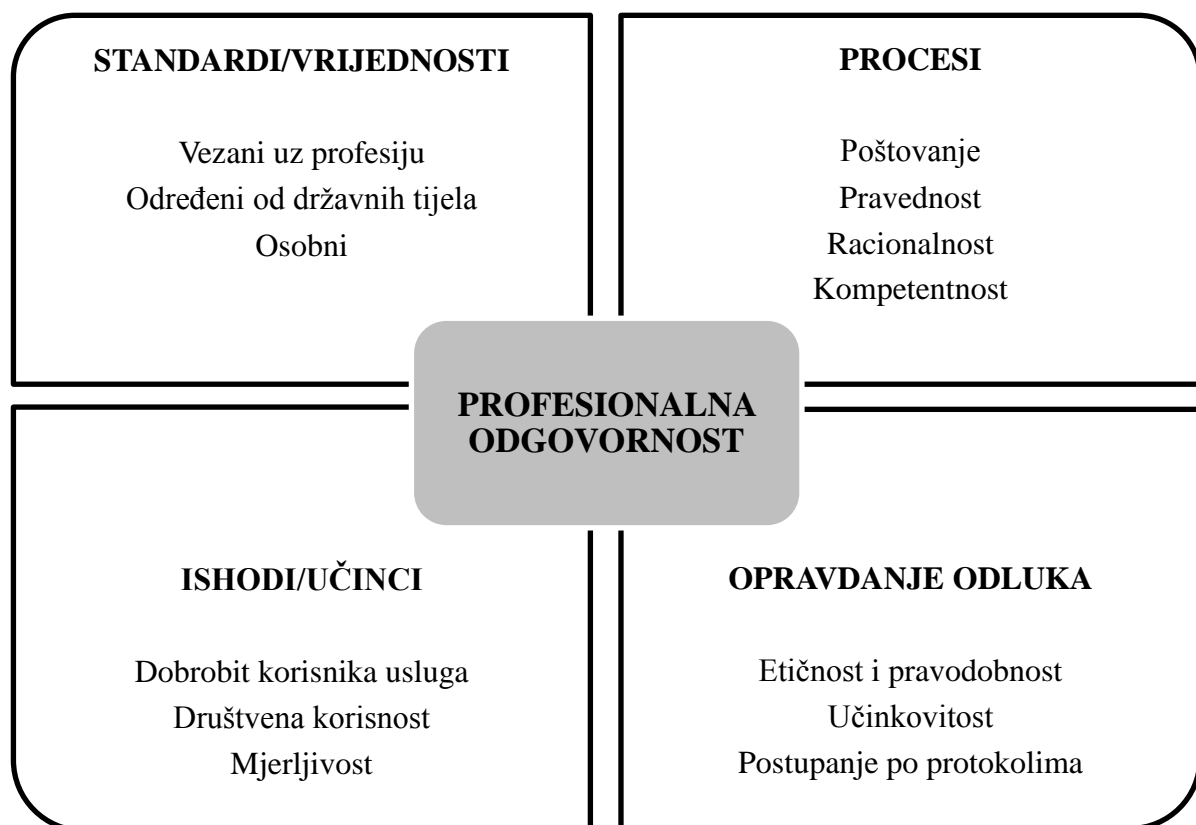 STANDARDI/VRIJEDNOSTI
Vezani uz profesiju
Određeni od državnih tijela
Osobni
PROCESI
Poštovanje
Pravednost
Racionalnost
Kompetentnost
PROFESIONALNA
ODGOVORNOST
ISHODI/UČINCI
Dobrobit korisnika usluga
Društvena korisnost
Mjerljivost
OPRAVDANJE ODLUKA
Etičnost i pravodobnost
Učinkovitost
Postupanje po protokolima